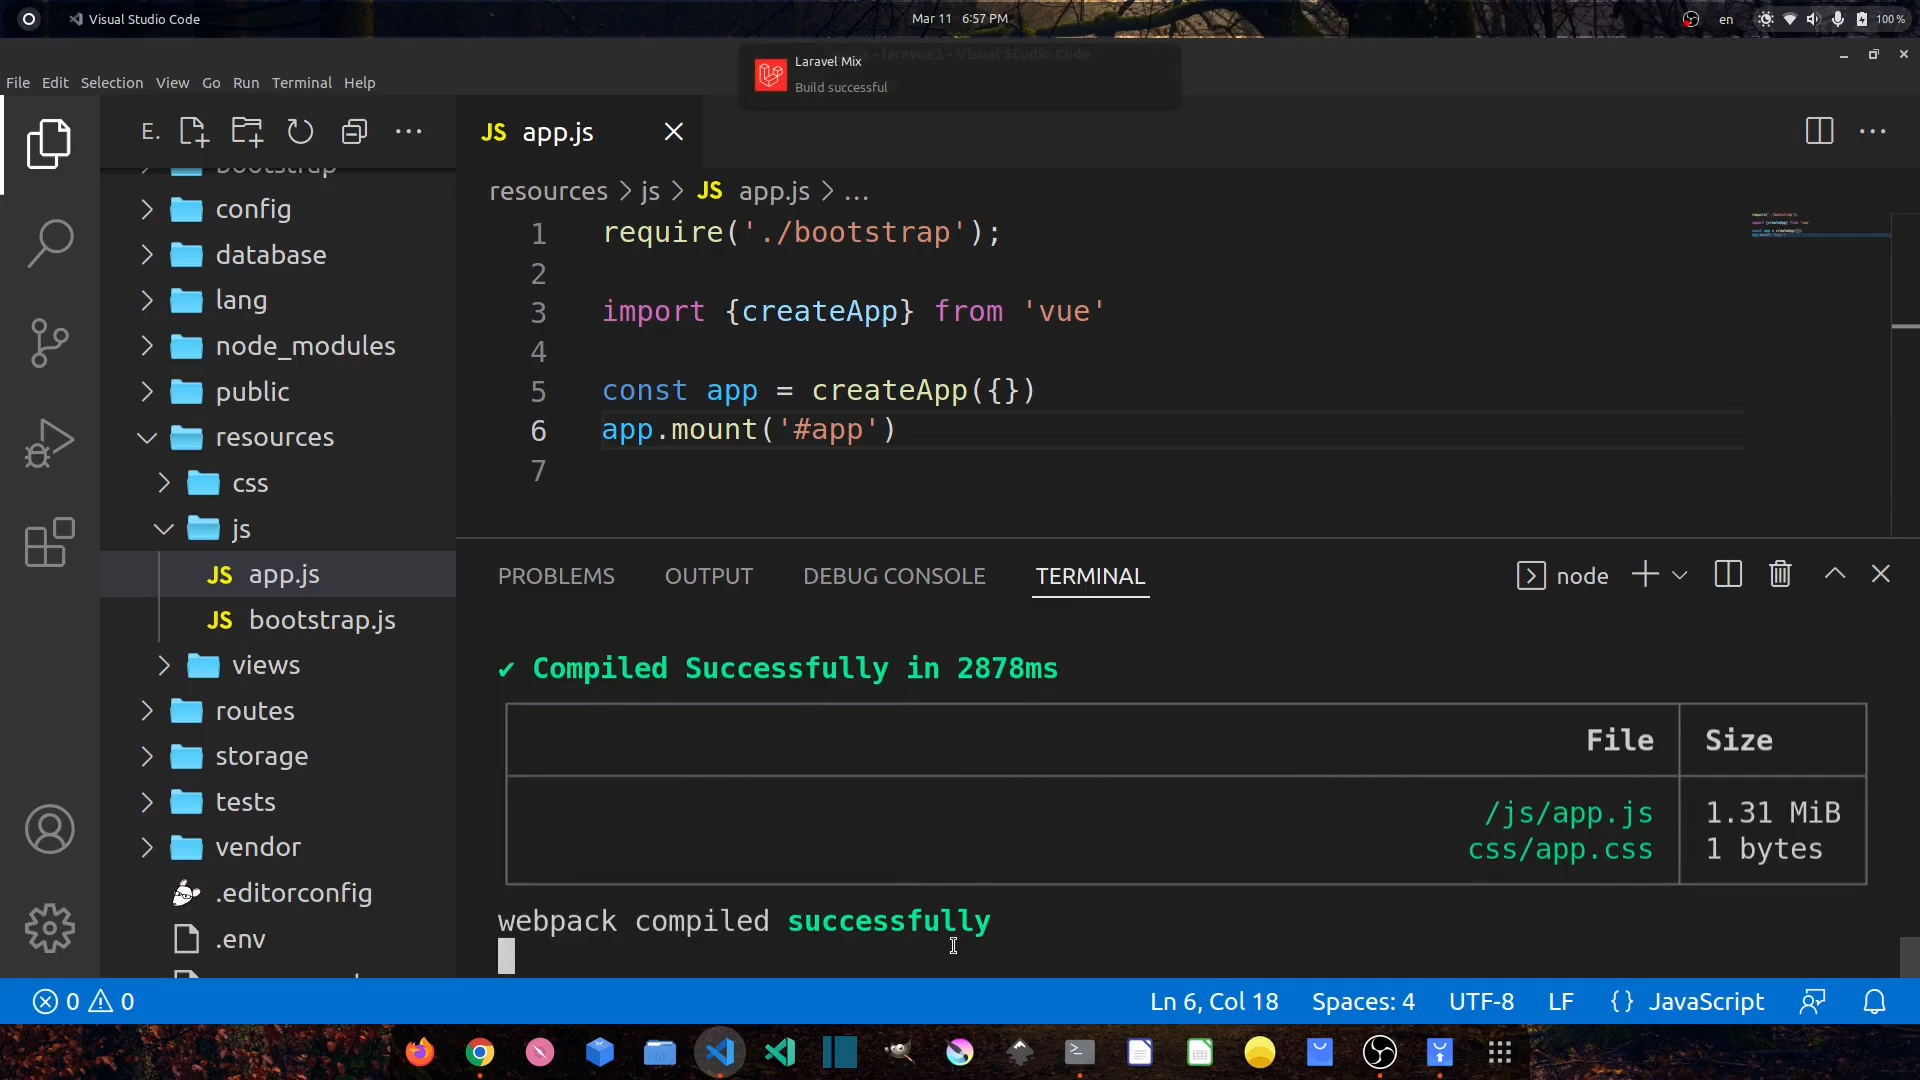 Visual Studio Code
Mar 11 6:57 PM
en
100 %
- laravue3 - Visual Studio Code
Laravel Mix
Build successful
File Edit Selection View Go Run Terminal Help
E.
JS app.js
bootstrap
config
database
lang
node_modules
public
resources
css
js
JS app.js
JS bootstrap.js
views
routes
storage
tests
vendor
.editorconfig
.env
resources > js > JS app.js > ...
1 require('./bootstrap');
2
3 import {createApp} from 'vue'
4
5 const app = createApp({})
6 app.mount('#app')
7
PROBLEMS OUTPUT DEBUG CONSOLE TERMINAL
node
✔ Compiled Successfully in 2878ms
File Size
/js/app.js 1.31 MiB
css/app.css 1 bytes
webpack compiled successfully
0 0
Ln 6, Col 18 Spaces: 4 UTF-8 LF {} JavaScript